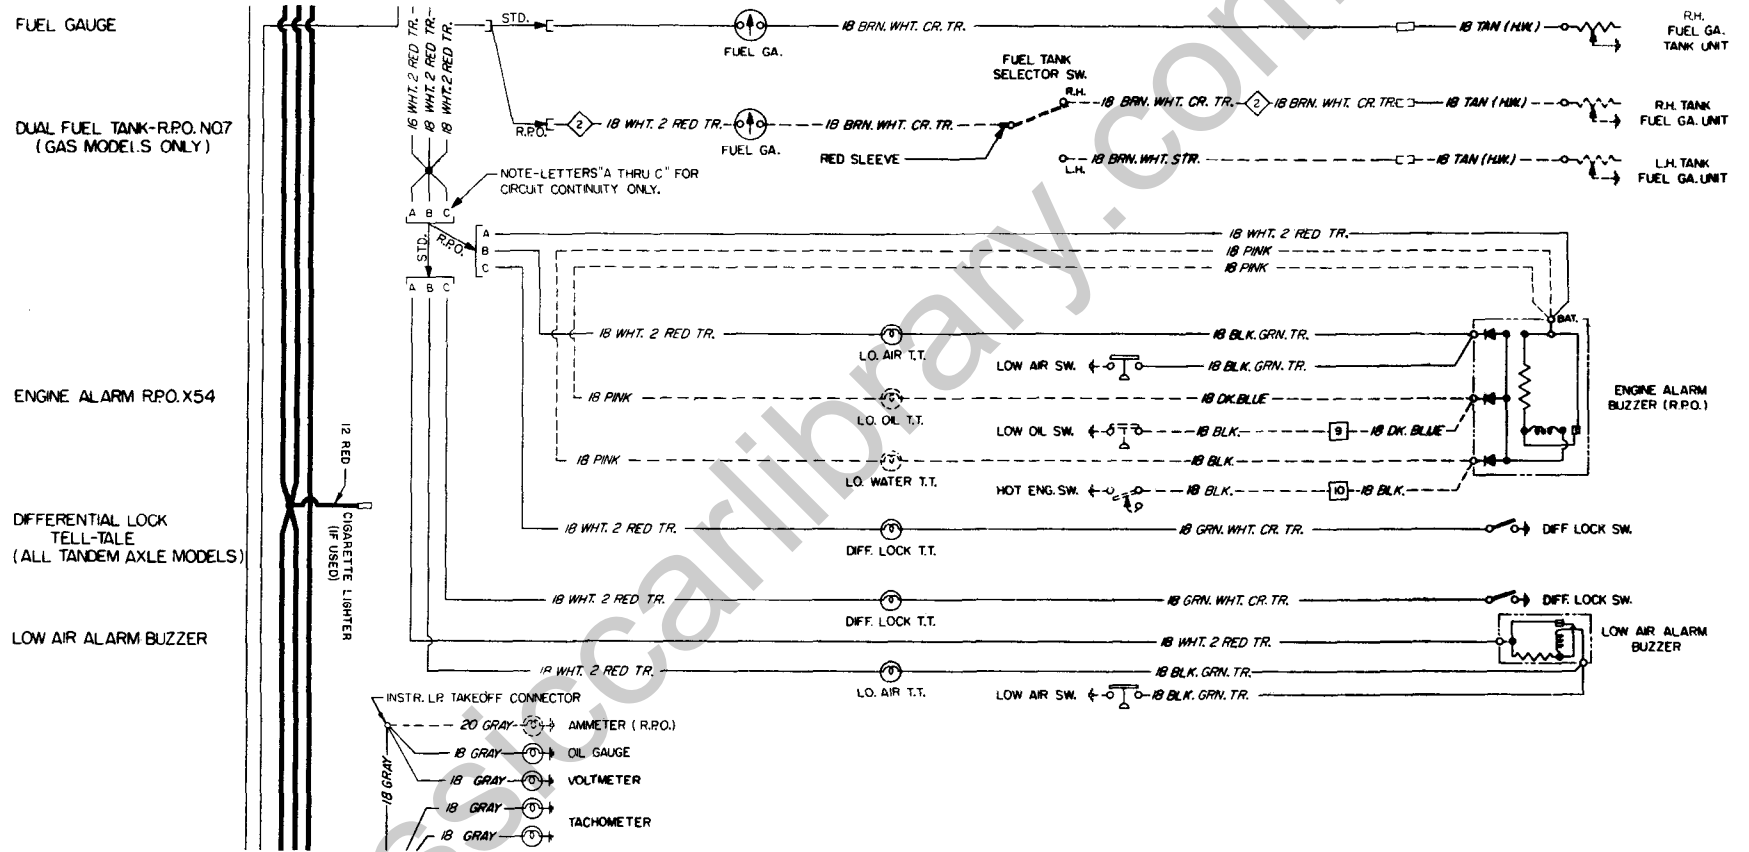 FUEL GAUGE
16 WHT. 2 RED TR.
18 WHT. 2 RED TR.
18 WHT. 2 RED TR.
STD.
FUEL GA.
18 BRN. WHT. CR. TR.
18 TAN (H.W.)
R.H.
FUEL GA.
TANK UNIT
DUAL FUEL TANK-R.P.O. NO7
(GAS MODELS ONLY)
R.P.O.
2
18 WHT. 2 RED TR.
FUEL GA.
18 BRN. WHT. CR. TR.
RED SLEEVE
FUEL TANK
SELECTOR SW.
R.H.
18 BRN. WHT. CR. TR.
2
18 BRN. WHT. CR. TR.
18 TAN (H.W.)
R.H. TANK
FUEL GA. UNIT
L.H.
18 BRN. WHT. STR.
18 TAN (H.W.)
L.H. TANK
FUEL GA. UNIT
NOTE-LETTERS "A THRU C" FOR
CIRCUIT CONTINUITY ONLY.
A B C
STD.
R.P.O.
A
B
C
A B C
18 WHT. 2 RED TR.
18 PINK
18 PINK
BAT.
18 WHT. 2 RED TR.
LO. AIR T.T.
18 BLK. GRN. TR.
LOW AIR SW.
18 BLK. GRN. TR.
ENGINE ALARM R.P.O. X54
18 PINK
LO. OIL T.T.
18 DK. BLUE
ENGINE ALARM
BUZZER (R.P.O.)
LOW OIL SW.
18 BLK.
9
18 DK. BLUE
18 PINK
LO. WATER T.T.
18 BLK.
HOT ENG. SW.
18 BLK.
10
18 BLK.
12 RED
CIGARETTE LIGHTER
(IF USED)
DIFFERENTIAL LOCK
TELL-TALE
(ALL TANDEM AXLE MODELS)
18 WHT. 2 RED TR.
DIFF. LOCK T.T.
18 GRN. WHT. CR. TR.
DIFF LOCK SW.
18 WHT. 2 RED TR.
DIFF. LOCK T.T.
18 GRN. WHT. CR. TR.
DIFF. LOCK SW.
LOW AIR ALARM BUZZER
18 WHT. 2 RED TR.
LOW AIR ALARM
BUZZER
18 WHT. 2 RED TR.
LO. AIR T.T.
18 BLK. GRN. TR.
LOW AIR SW.
18 BLK. GRN. TR.
INSTR. LP. TAKEOFF CONNECTOR
20 GRAY
AMMETER (R.P.O.)
18 GRAY
OIL GAUGE
18 GRAY
VOLTMETER
18 GRAY
18 GRAY
TACHOMETER
18 GRAY
ssiccarlibrary.com